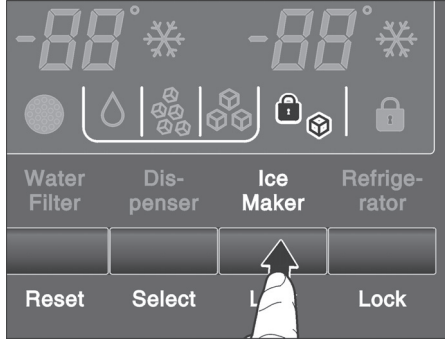 -88° -88°
Water Filter Dis- penser Ice Maker Refrige- rator
Reset Select L Lock